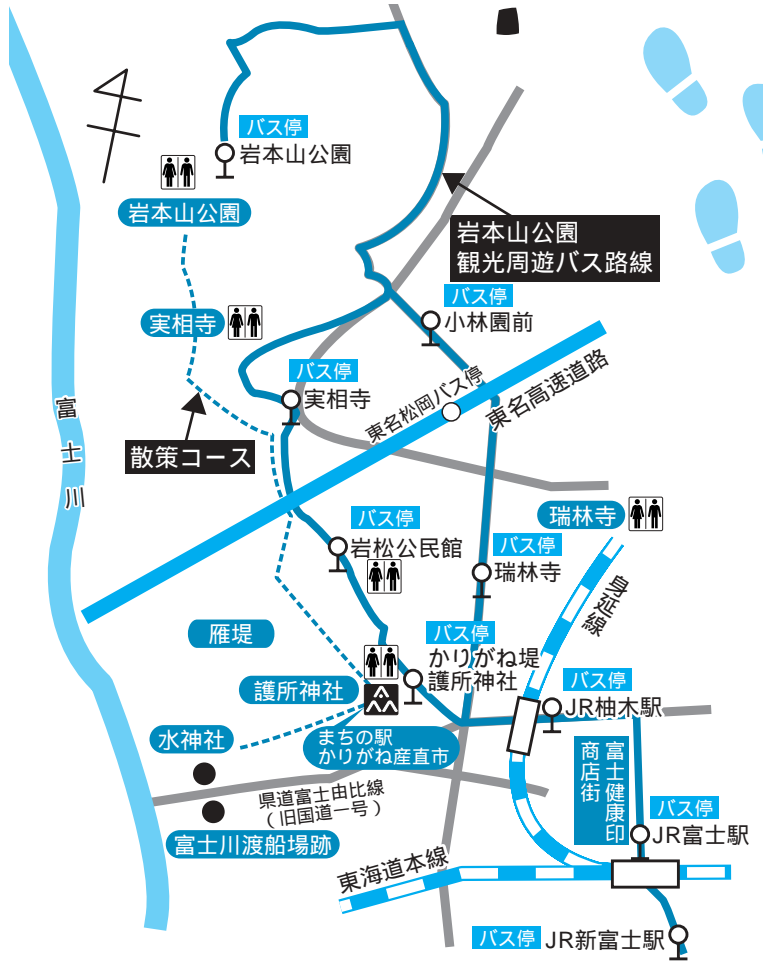 バス停
岩本山公園
岩本山公園
岩本山公園
観光周遊バス路線
バス停
小林園前
実相寺
バス停
実相寺
東名松岡バス停
東名高速道路
富士川
散策コース
瑞林寺
バス停
岩松公民館
バス停
瑞林寺
身延線
雁堤
バス停
かりがね堤
護所神社
護所神社
バス停
JR柚木駅
水神社
まちの駅
かりがね産直市
富士健康印
商店街
県道富士由比線
（旧国道一号）
バス停
JR富士駅
富士川渡船場跡
東海道本線
バス停
JR新富士駅